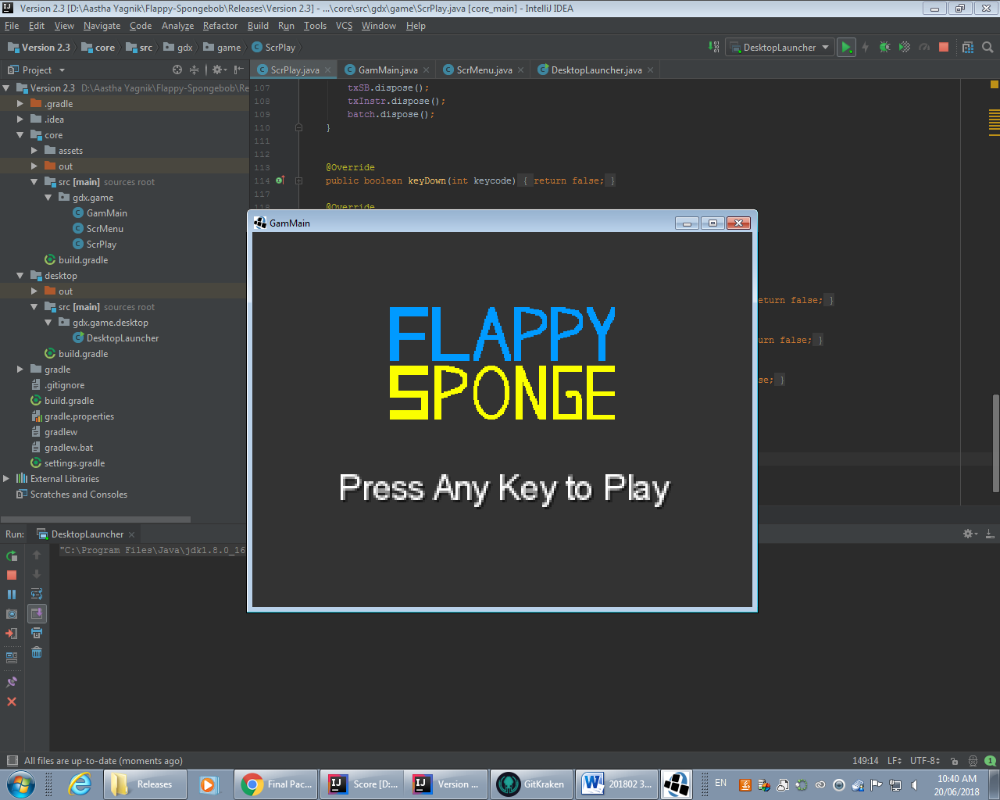 Version 2.3 [D:\Aastha Yagnik\Flappy-Spongebob\Releases\Version 2.3] - ...\core\src\gdx\game\ScrPlay.java [core_main] - IntelliJ IDEA
File Edit View Navigate Code Analyze Refactor Build Run Tools VCS Window Help
Version 2.3 core src gdx game ScrPlay DesktopLauncher
Project ScrPlay.java GamMain.java ScrMenu.java DesktopLauncher.java
Version 2.3 D:\Aastha Yagnik\Flappy-Spongebob\Re
.gradle
.idea
core
assets
out
src [main] sources root
gdx.game
GamMain
ScrMenu
ScrPlay
build.gradle
desktop
out
src [main] sources root
gdx.game.desktop
DesktopLauncher
build.gradle
gradle
.gitignore
build.gradle
gradle.properties
gradlew
gradlew.bat
settings.gradle
External Libraries
Scratches and Consoles
107 txSB.dispose();
108 txInstr.dispose();
109 batch.dispose();
110 }
111
112
113 @Override
114 public boolean keyDown(int keycode) { return false; }
117
118 @Override
eturn false; }
urn false; }
se; }
GamMain
FLAPPY
SPONGE
Press Any Key to Play
Run: DesktopLauncher
"C:\Program Files\Java\jdk1.8.0_16
All files are up-to-date (moments ago) 149:14 LF UTF-8 1
Releases Final Pac... Score [D:... Version ... GitKraken 201802 3... EN 10:40 AM
20/06/2018